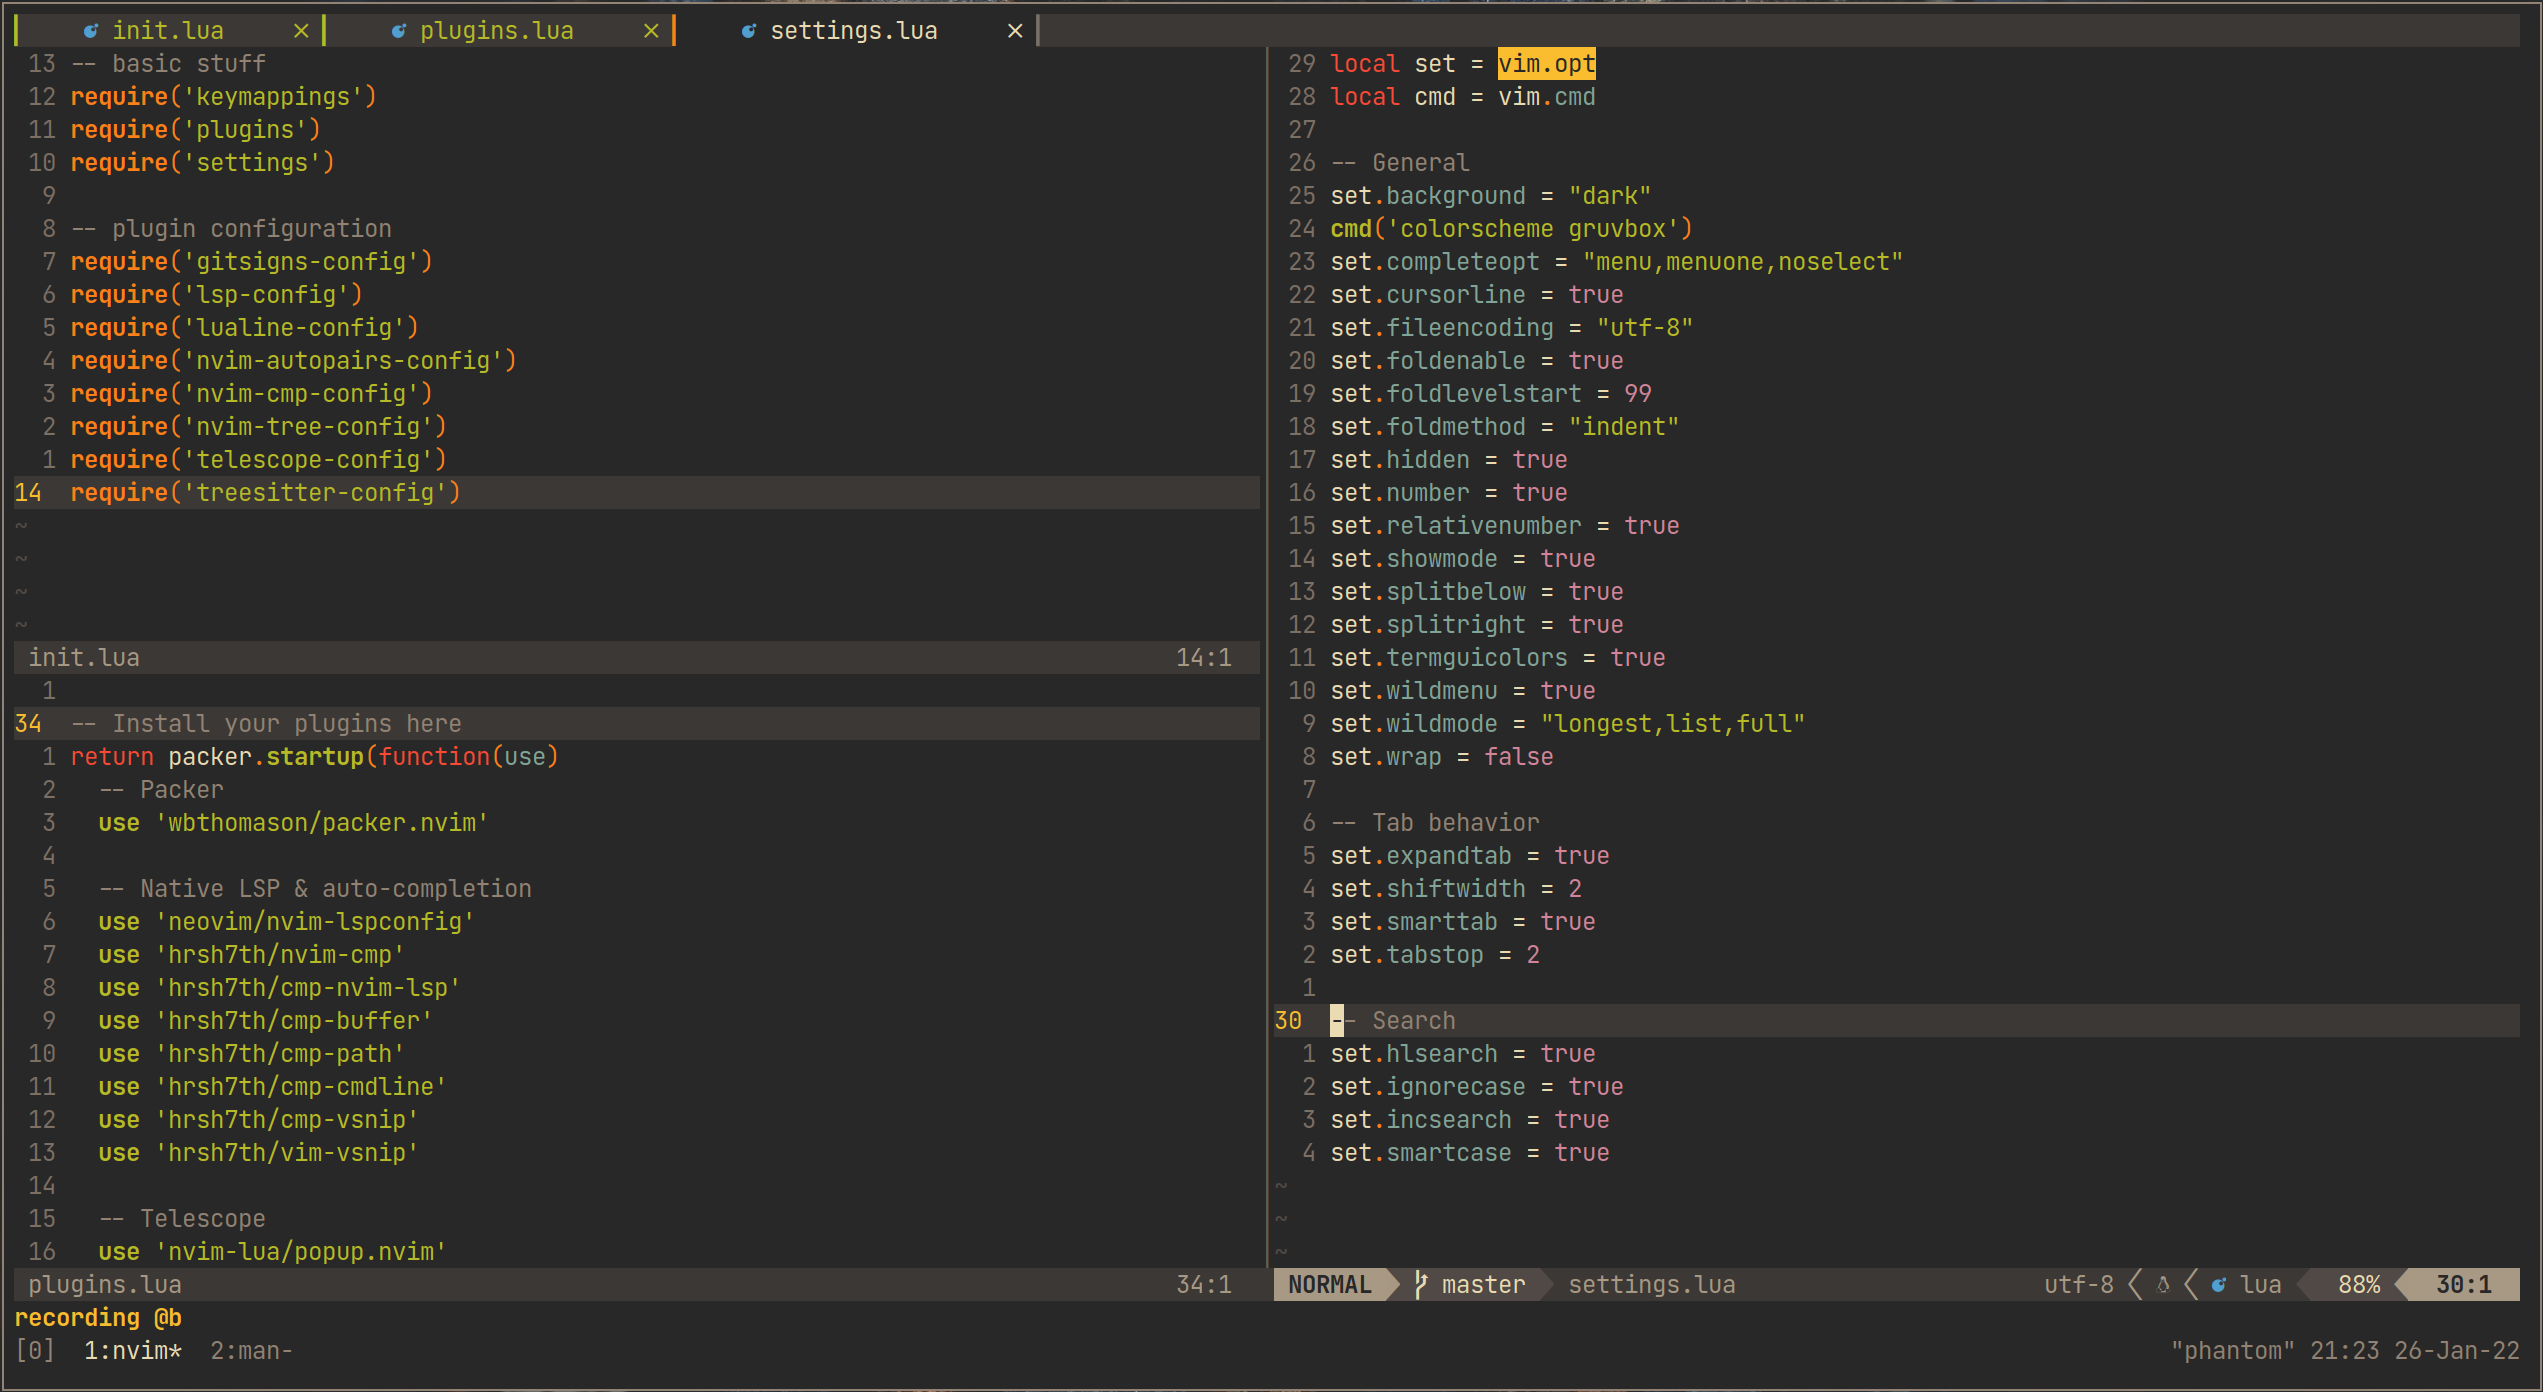 init.lua × plugins.lua × settings.lua ×
13 -- basic stuff
12 require('keymappings')
11 require('plugins')
10 require('settings')
9
8 -- plugin configuration
7 require('gitsigns-config')
6 require('lsp-config')
5 require('lualine-config')
4 require('nvim-autopairs-config')
3 require('nvim-cmp-config')
2 require('nvim-tree-config')
1 require('telescope-config')
14 require('treesitter-config')
~
~
~
~
init.lua 14:1
1
34 -- Install your plugins here
1 return packer.startup(function(use)
2 -- Packer
3 use 'wbthomason/packer.nvim'
4
5 -- Native LSP & auto-completion
6 use 'neovim/nvim-lspconfig'
7 use 'hrsh7th/nvim-cmp'
8 use 'hrsh7th/cmp-nvim-lsp'
9 use 'hrsh7th/cmp-buffer'
10 use 'hrsh7th/cmp-path'
11 use 'hrsh7th/cmp-cmdline'
12 use 'hrsh7th/cmp-vsnip'
13 use 'hrsh7th/vim-vsnip'
14
15 -- Telescope
16 use 'nvim-lua/popup.nvim'
plugins.lua 34:1
29 local set = vim.opt
28 local cmd = vim.cmd
27
26 -- General
25 set.background = "dark"
24 cmd('colorscheme gruvbox')
23 set.completeopt = "menu,menuone,noselect"
22 set.cursorline = true
21 set.fileencoding = "utf-8"
20 set.foldenable = true
19 set.foldlevelstart = 99
18 set.foldmethod = "indent"
17 set.hidden = true
16 set.number = true
15 set.relativenumber = true
14 set.showmode = true
13 set.splitbelow = true
12 set.splitright = true
11 set.termguicolors = true
10 set.wildmenu = true
9 set.wildmode = "longest,list,full"
8 set.wrap = false
7
6 -- Tab behavior
5 set.expandtab = true
4 set.shiftwidth = 2
3 set.smarttab = true
2 set.tabstop = 2
1
30 -- Search
1 set.hlsearch = true
2 set.ignorecase = true
3 set.incsearch = true
4 set.smartcase = true
~
~
~
NORMAL master settings.lua utf-8 lua 88% 30:1
recording @b
[0] 1:nvim* 2:man- "phantom" 21:23 26-Jan-22